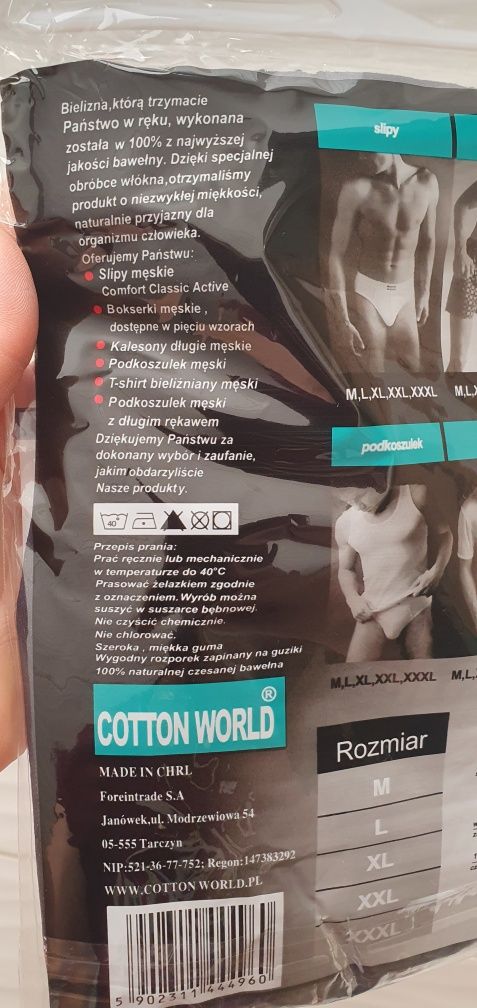 Bielizna,którą trzymacie
Państwo w ręku, wykonana
została w 100% z najwyższej
jakości bawełny. Dzięki specjalnej
obróbce włókna,otrzymaliśmy
produkt o niezwykłej miękkości,
naturalnie przyjazny dla
organizmu człowieka.
Oferujemy Państwu:
Slipy męskie
Comfort Classic Active
Bokserki męskie ,
dostępne w pięciu wzorach
Kalesony długie męskie
Podkoszulek męski
T-shirt bieliźniany męski
Podkoszulek męski
z długim rękawem
Dziękujemy Państwu za
dokonany wybór i zaufanie,
jakim obdarzyliście
Nasze produkty.
40°
Przepis prania:
Prać ręcznie lub mechanicznie
w temperaturze do 40°C
Prasować żelazkiem zgodnie
z oznaczeniem. Wyrób można
suszyć w suszarce bębnowej.
Nie czyścić chemicznie.
Nie chlorować.
Szeroka , miękka guma
Wygodny rozporek zapinany na guziki
100% naturalnej czesanej bawełna
COTTON WORLD ®
MADE IN CHRL
Foreintrade S.A
Janówek,ul. Modrzewiowa 54
05-555 Tarczyn
NIP:521-36-77-752; Regon:147383292
WWW.COTTON WORLD.PL
5 902311 444960
slipy
M,L,XL,XXL,XXXL
M,L,
podkoszulek
M,L,XL,XXL,XXXL
M,L,
Rozmiar
M
L
XL
XXL
XXXL